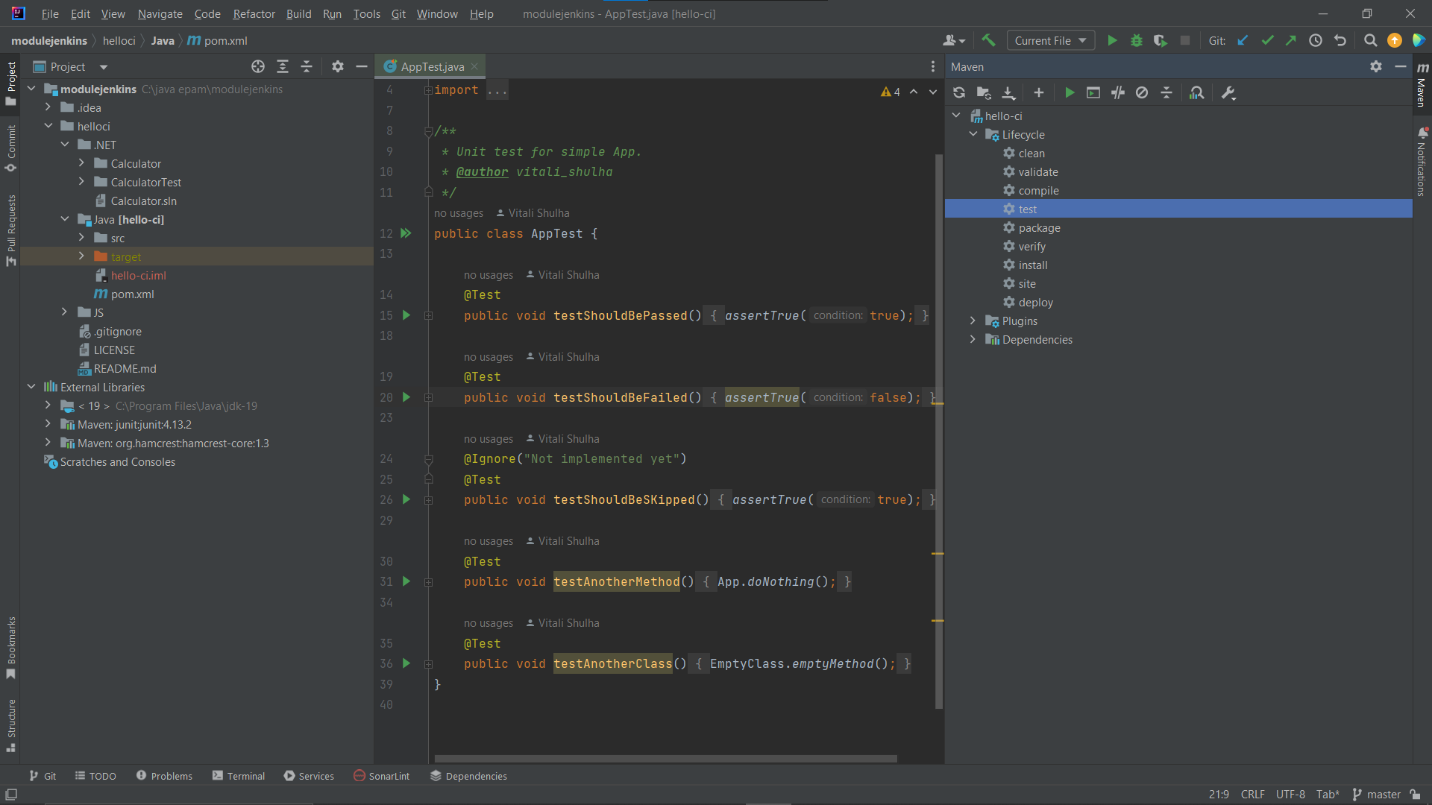 File Edit View Navigate Code Refactor Build Run Tools Git Window Help modulejenkins - AppTest.java [hello-ci]
modulejenkins helloci Java pom.xml Current File Git:
Project
AppTest.java
Maven
Project
Commit
Pull Requests
Bookmarks
Structure
modulejenkins C:\java epam\modulejenkins
.idea
helloci
.NET
Calculator
CalculatorTest
Calculator.sln
Java [hello-ci]
src
target
hello-ci.iml
pom.xml
JS
.gitignore
LICENSE
README.md
External Libraries
< 19 > C:\Program Files\Java\jdk-19
Maven: junit:junit:4.13.2
Maven: org.hamcrest:hamcrest-core:1.3
Scratches and Consoles
4 import ... 4
7
8 /**
9 * Unit test for simple App.
10 * @author vitali_shulha
11 */
no usages Vitali Shulha
12 public class AppTest {
13
no usages Vitali Shulha
14 @Test
15 public void testShouldBePassed() { assertTrue( condition: true); }
18
no usages Vitali Shulha
19 @Test
20 public void testShouldBeFailed() { assertTrue( condition: false); }
23
no usages Vitali Shulha
24 @Ignore("Not implemented yet")
25 @Test
26 public void testShouldBeSKipped() { assertTrue( condition: true); }
29
no usages Vitali Shulha
30 @Test
31 public void testAnotherMethod() { App.doNothing(); }
34
no usages Vitali Shulha
35 @Test
36 public void testAnotherClass() { EmptyClass.emptyMethod(); }
39 }
40
hello-ci
Lifecycle
clean
validate
compile
test
package
verify
install
site
deploy
Plugins
Dependencies
Maven
Notifications
Git TODO Problems Terminal Services SonarLint Dependencies
21:9 CRLF UTF-8 Tab* master